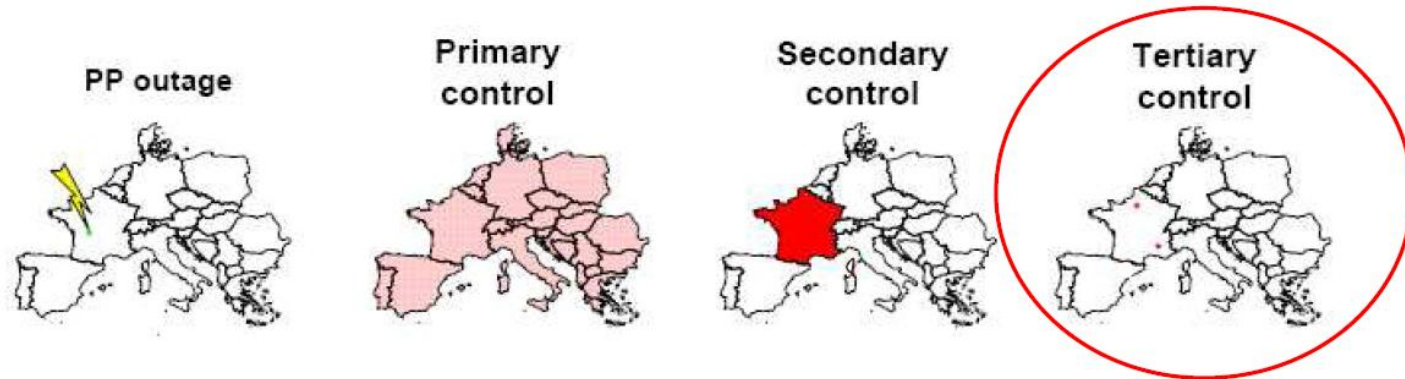 PP outage
Primary
control
Secondary
control
Tertiary
control